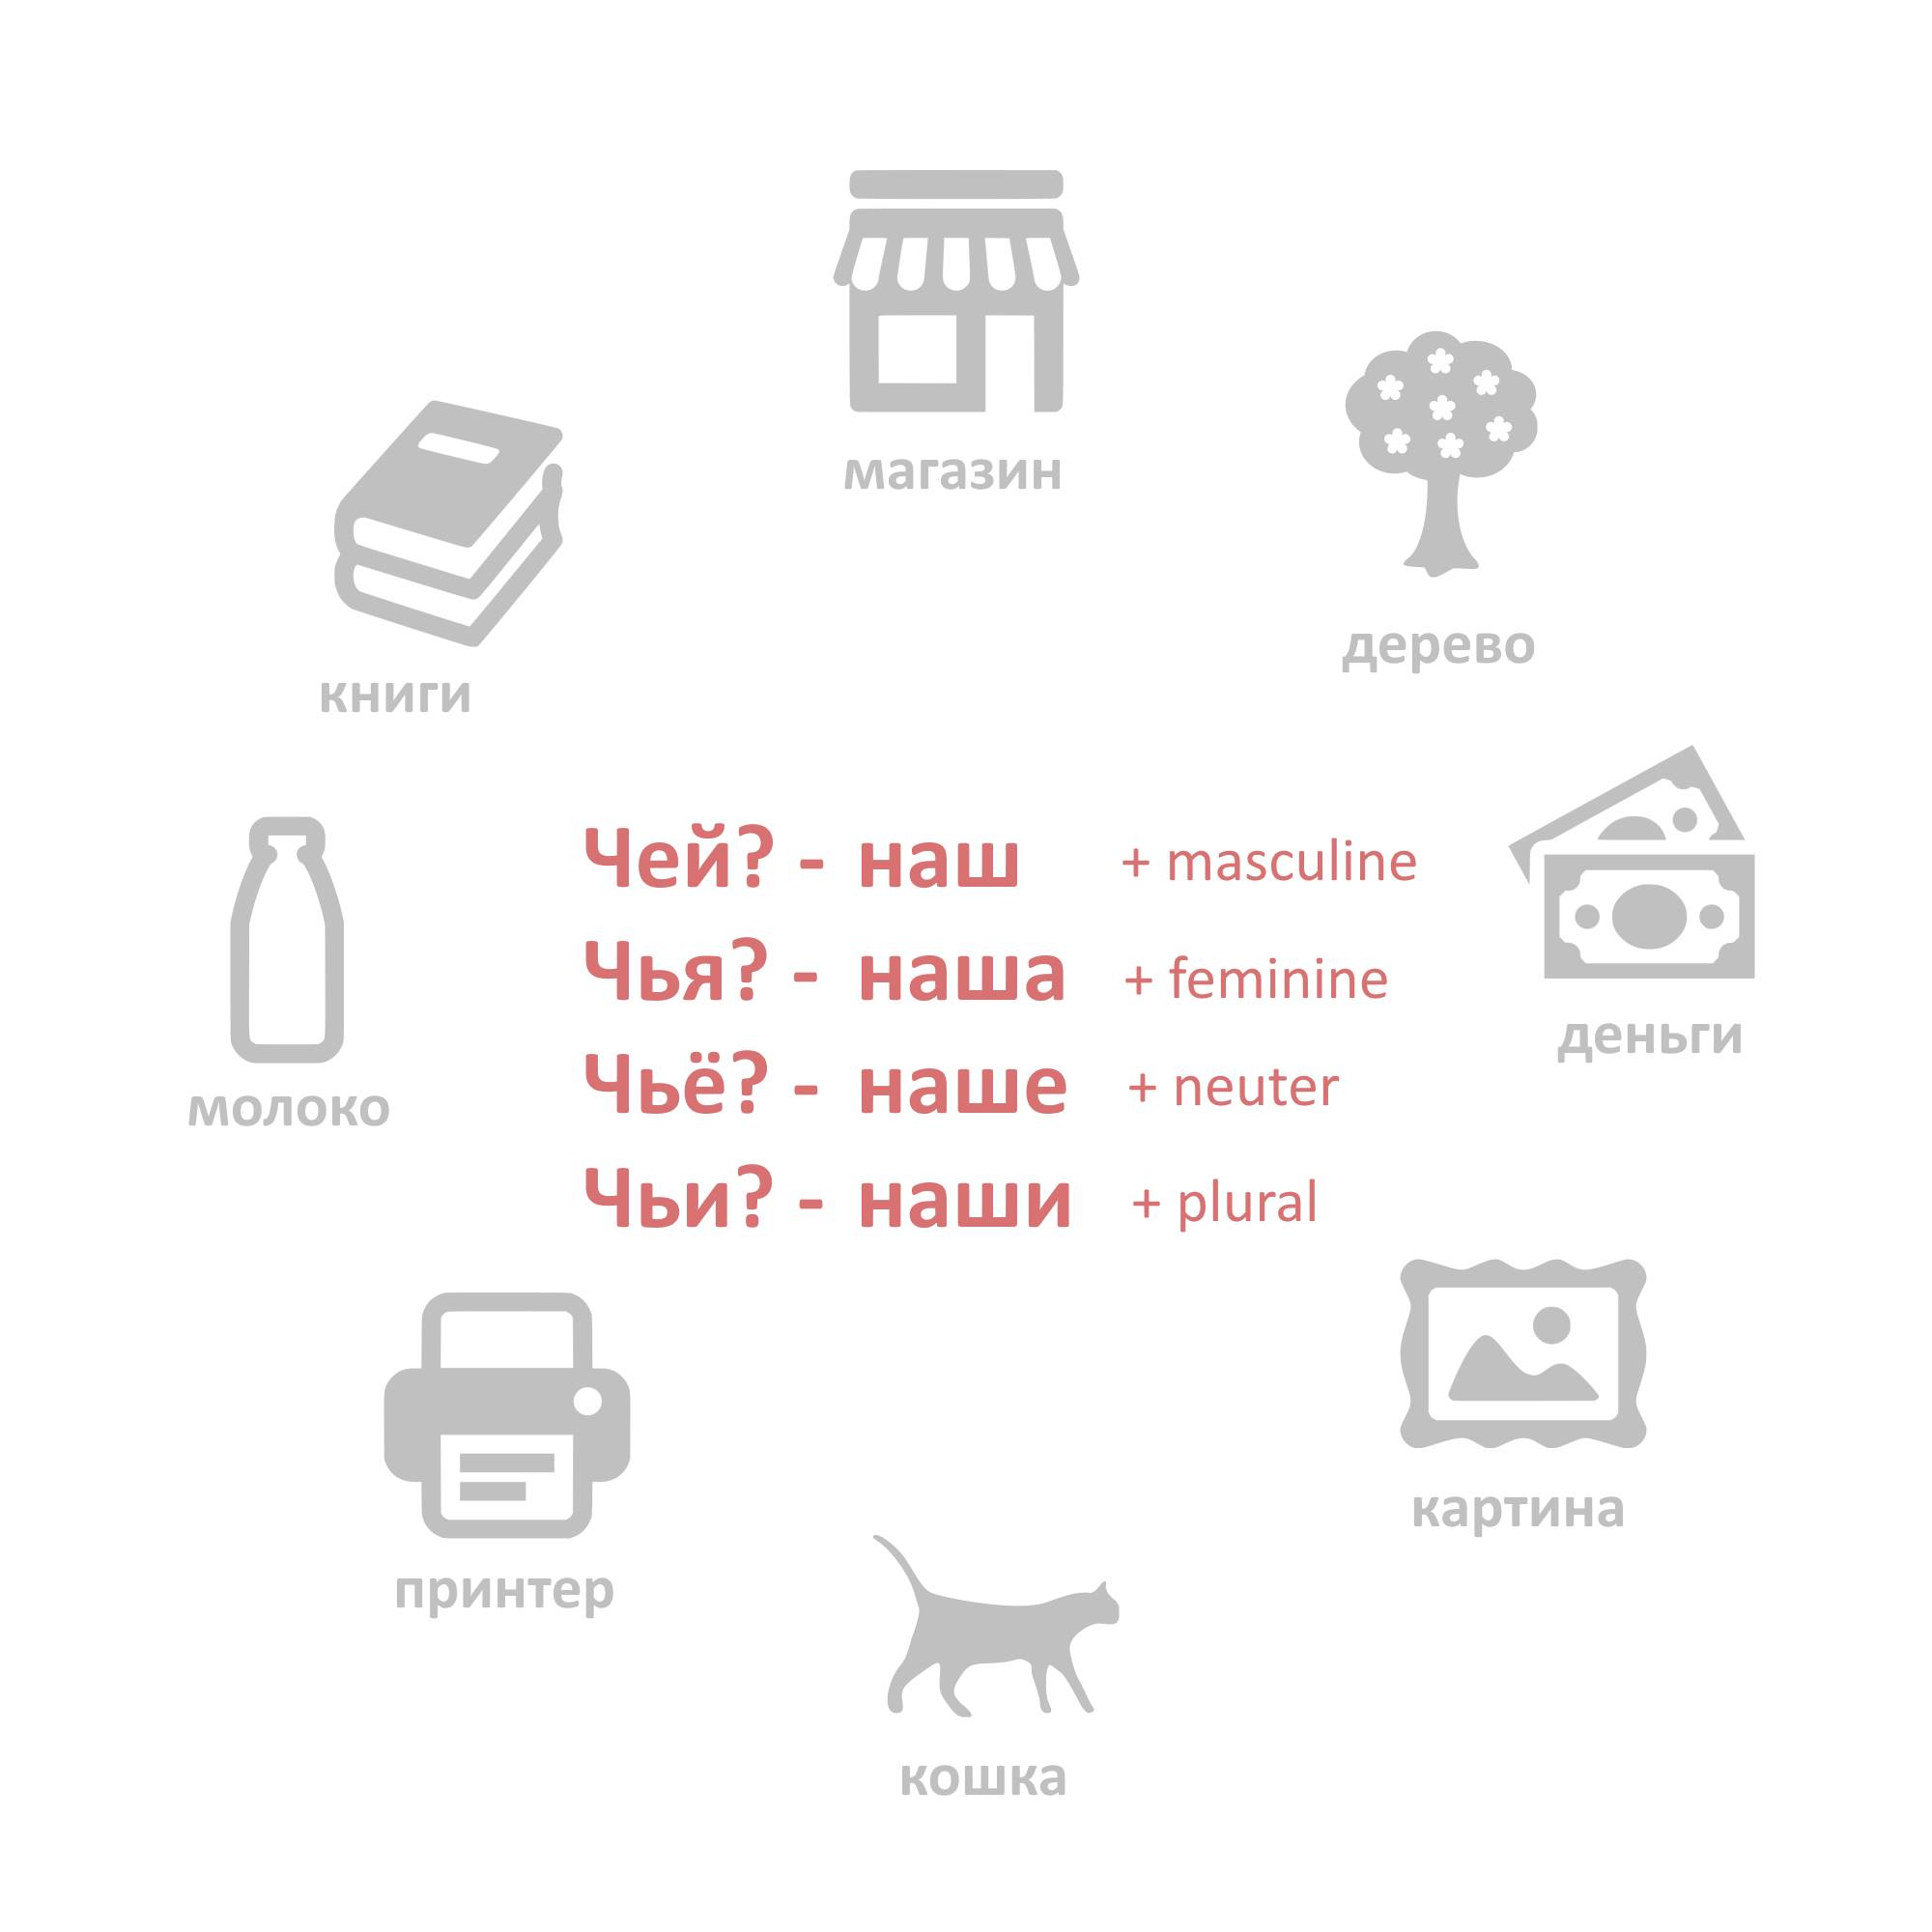 магазин
дерево
книги
Чей? - наш + masculine
Чья? - наша + feminine
деньги
Чьё? - наше + neuter
молоко
Чьи? - наши + plural
картина
принтер
кошка